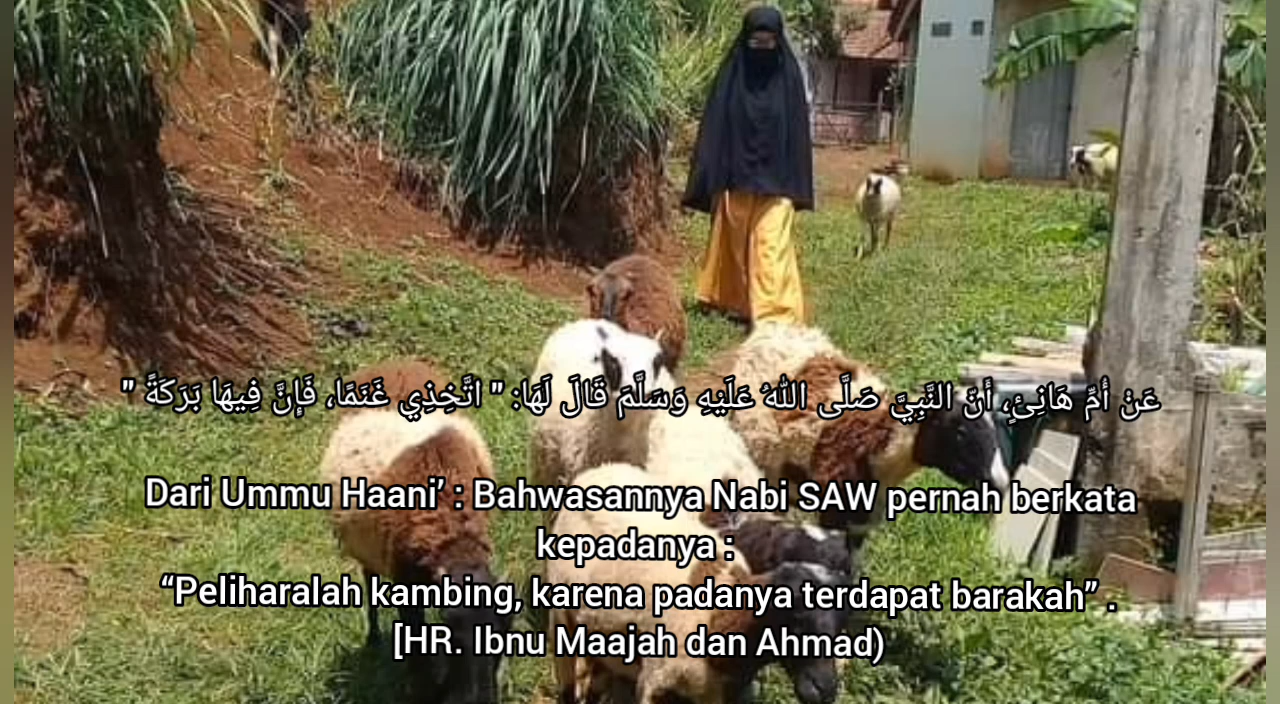 عَنْ أُمِّ هَانِئٍ، أَنّ النَّبِيَّ صَلَّى اللهُ عَلَيْهِ وَسَلَّمَ قَالَ لَهَا: " اتَّخِذِي غَنَمًا، فَإِنَّ فِيهَا بَرَكَةً "
Dari Ummu Haani’ : Bahwasannya Nabi SAW pernah berkata
kepadanya :
“Peliharalah kambing, karena padanya terdapat barakah” .
[HR. Ibnu Maajah dan Ahmad)